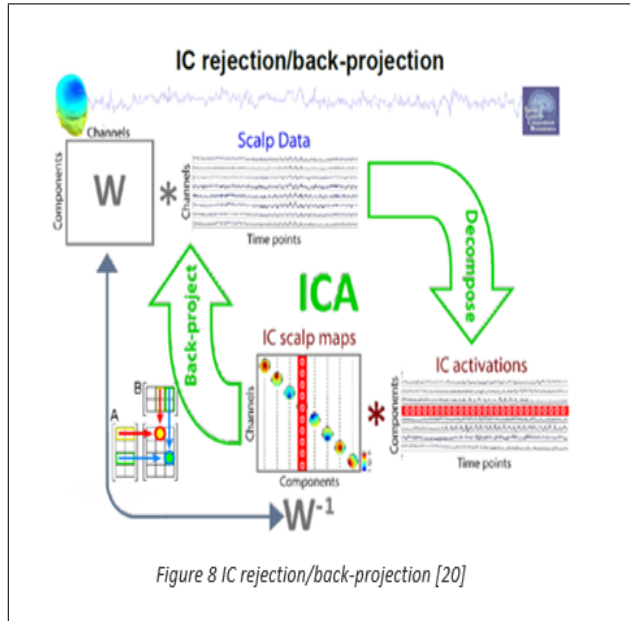 IC rejection/back-projection
Channels
Components
W
*
Channels
Scalp Data
Time points
Decompose
Back-project
ICA
IC scalp maps
Channels
Components
*
IC activations
Components
Time points
A
B
W-1
Figure 8 IC rejection/back-projection [20]